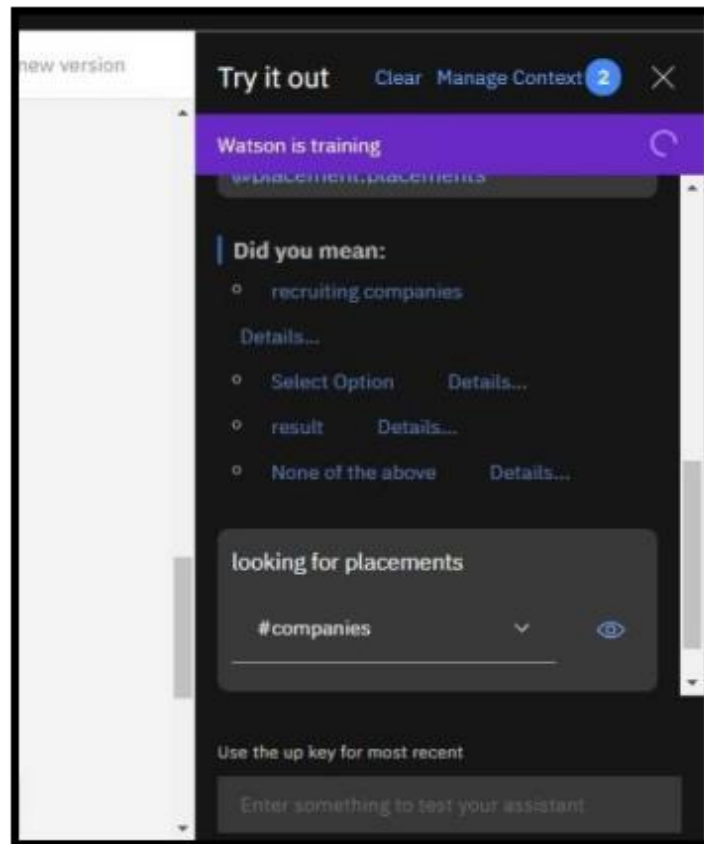 new version
Try it out Clear Manage Context 2
Watson is training
@placement:placements
Did you mean:
recruiting companies
Details...
Select Option Details...
result Details...
None of the above Details...
looking for placements
#companies
Use the up key for most recent
Enter something to test your assistant